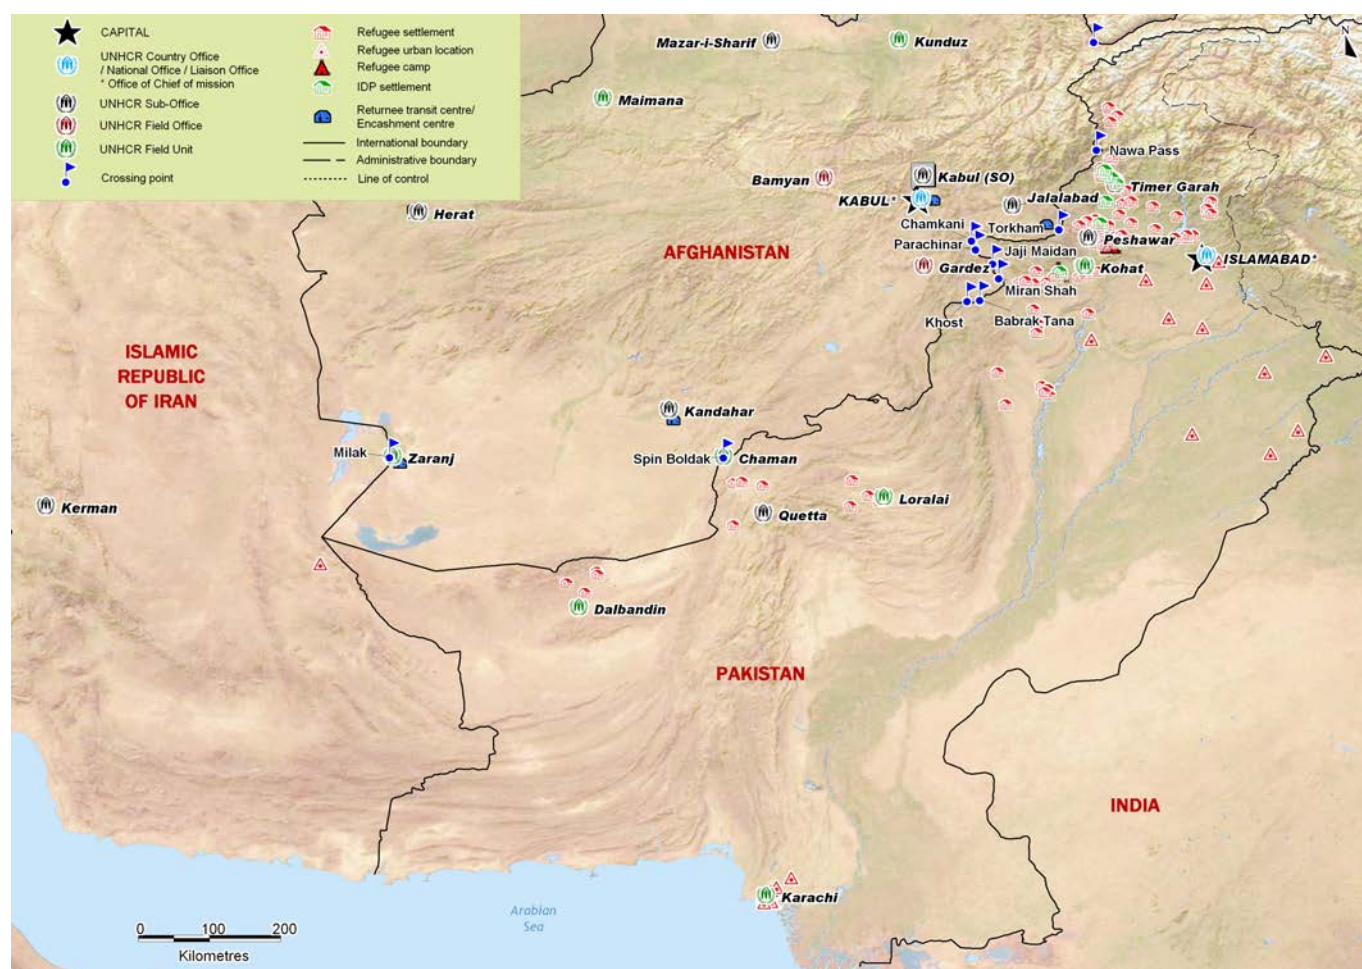 CAPITAL
UNHCR Country Office
/ National Office / Liaison Office
* Office of Chief of mission
UNHCR Sub-Office
UNHCR Field Office
UNHCR Field Unit
Crossing point
Refugee settlement
Refugee urban location
Refugee camp
IDP settlement
Returnee transit centre/
Encashment centre
International boundary
Administrative boundary
Line of control
N
Mazar-i-Sharif
Kunduz
Maimana
Nawa Pass
Bamyan
Kabul (SO)
Timer Garah
KABUL*
Jalalabad
Herat
Chamkani
Torkham
Parachinar
Peshawar
AFGHANISTAN
Jaji Maidan
ISLAMABAD*
Gardez
Kohat
Miran Shah
Khost
Babrak Tana
ISLAMIC
REPUBLIC
OF IRAN
Kandahar
Milak
Zaranj
Spin Boldak
Chaman
Loralai
Kerman
Quetta
Dalbandin
PAKISTAN
INDIA
Karachi
Arabian
Sea
0 100 200
Kilometres